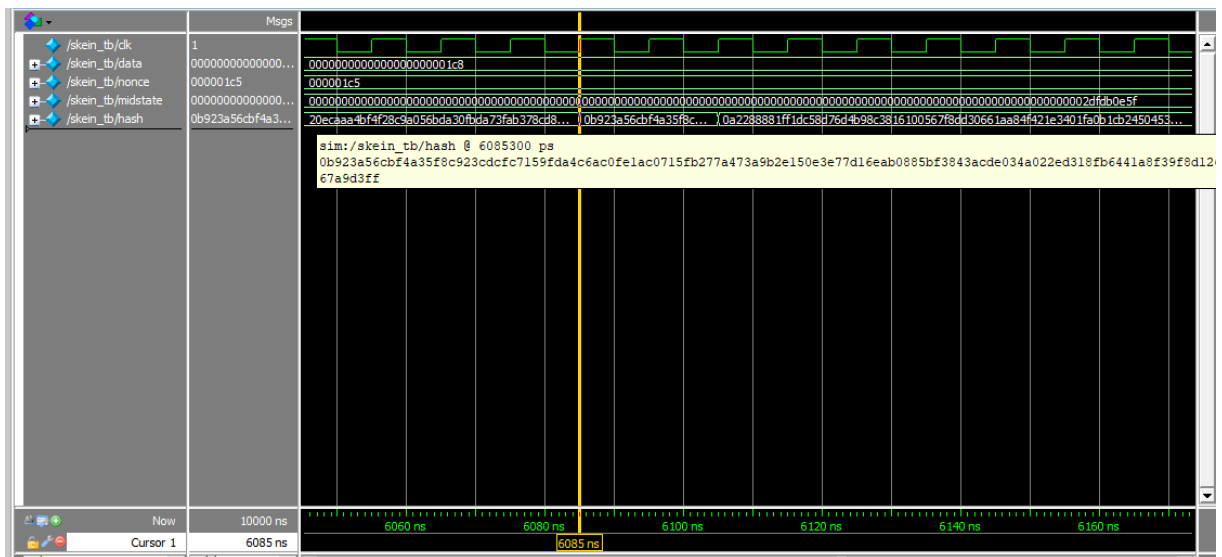 Msgs
/skein_tb/clk 1
/skein_tb/data 00000000000000... 000000000000000000001c8
/skein_tb/nonce 000001c5 000001c5
/skein_tb/midstate 00000000000000...
/skein_tb/hash 0b923a56cbf4a3... 20ecaaa4bf4f28c9a056bda30fbda73fab378cd8... 0b923a56cbf4a35f8c... 0a2288881ff1dc58d76d4b98c3816100567f8dd30661aa84f421e3401fa0b1cb2450453...
sim:/skein_tb/hash @ 6085300 ps
67a9d3ff
Now 10000 ns 6060 ns 6080 ns 6100 ns 6120 ns 6140 ns 6160 ns
Cursor 1 6085 ns 6085 ns